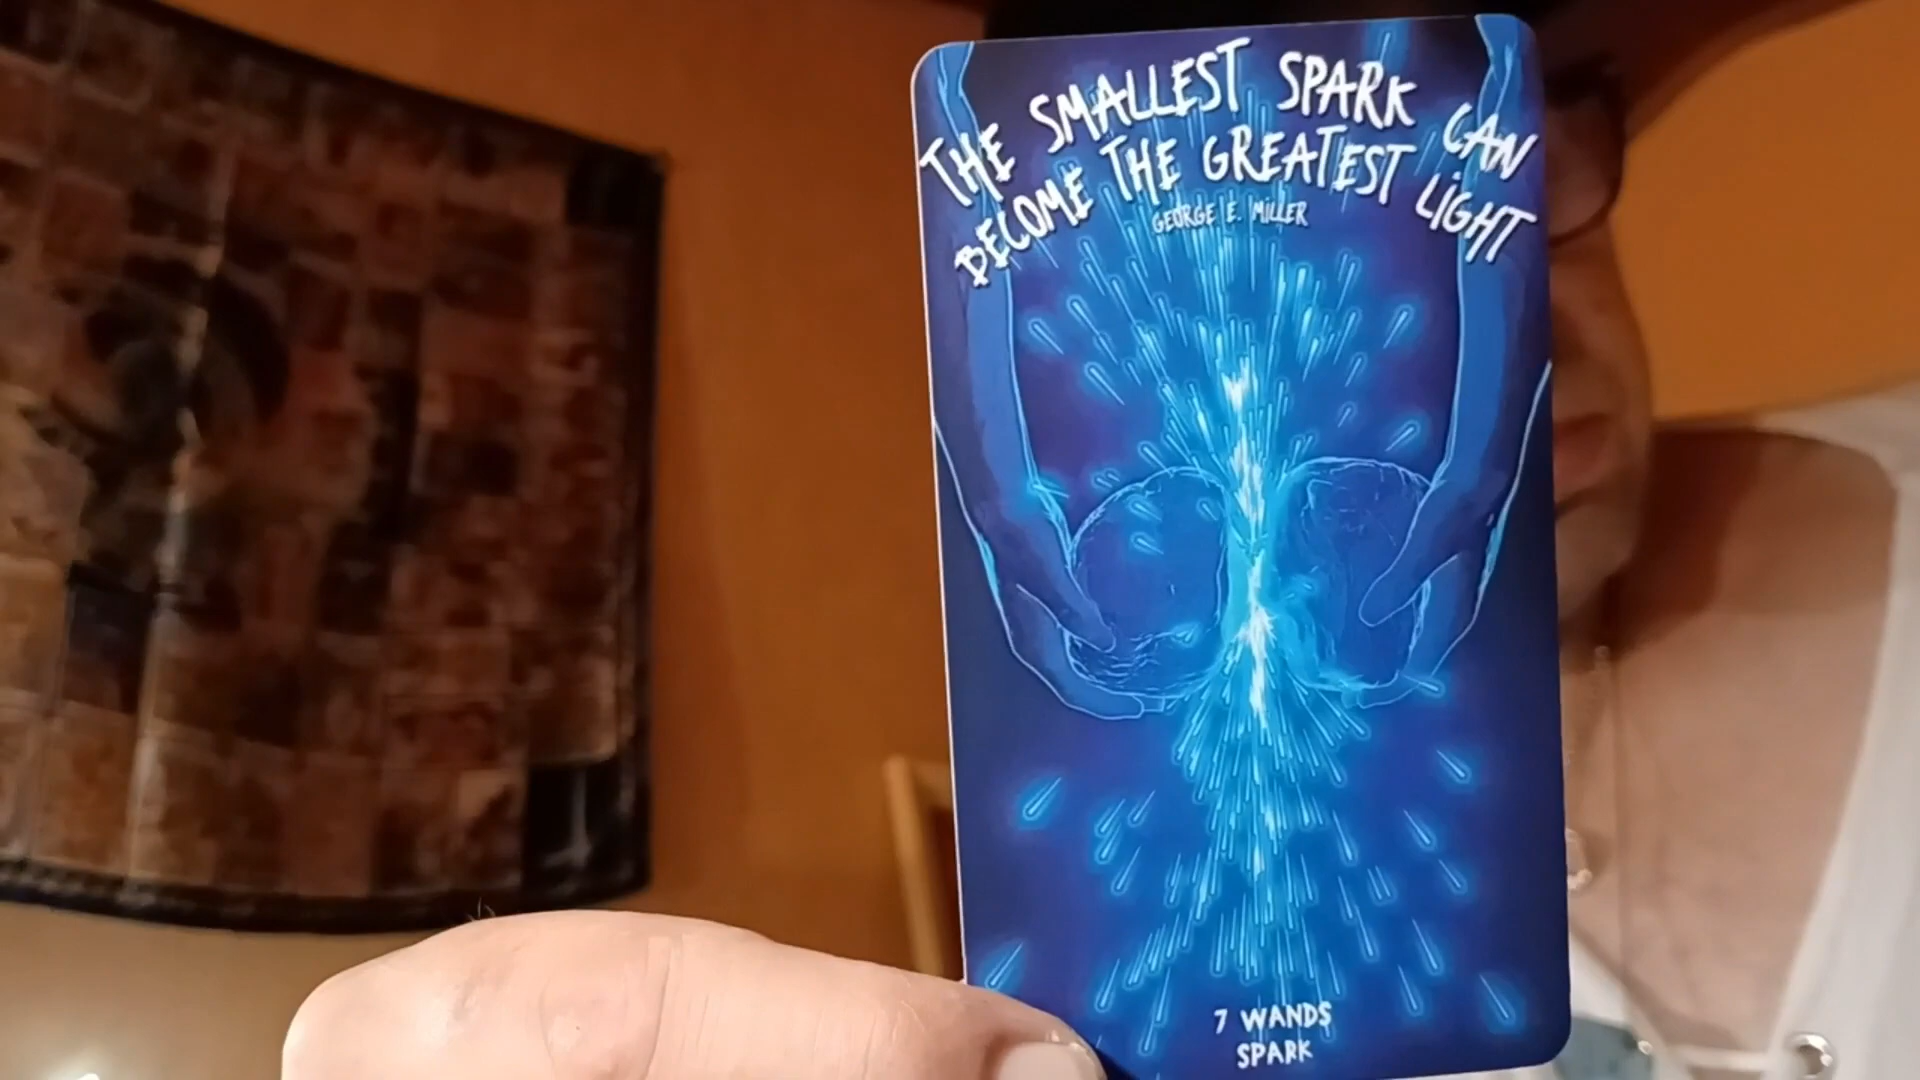 THE SMALLEST SPARK CAN
BECOME THE GREATEST LiGHT
GEORGE E. MiLLER
7 WANDS
SPARK